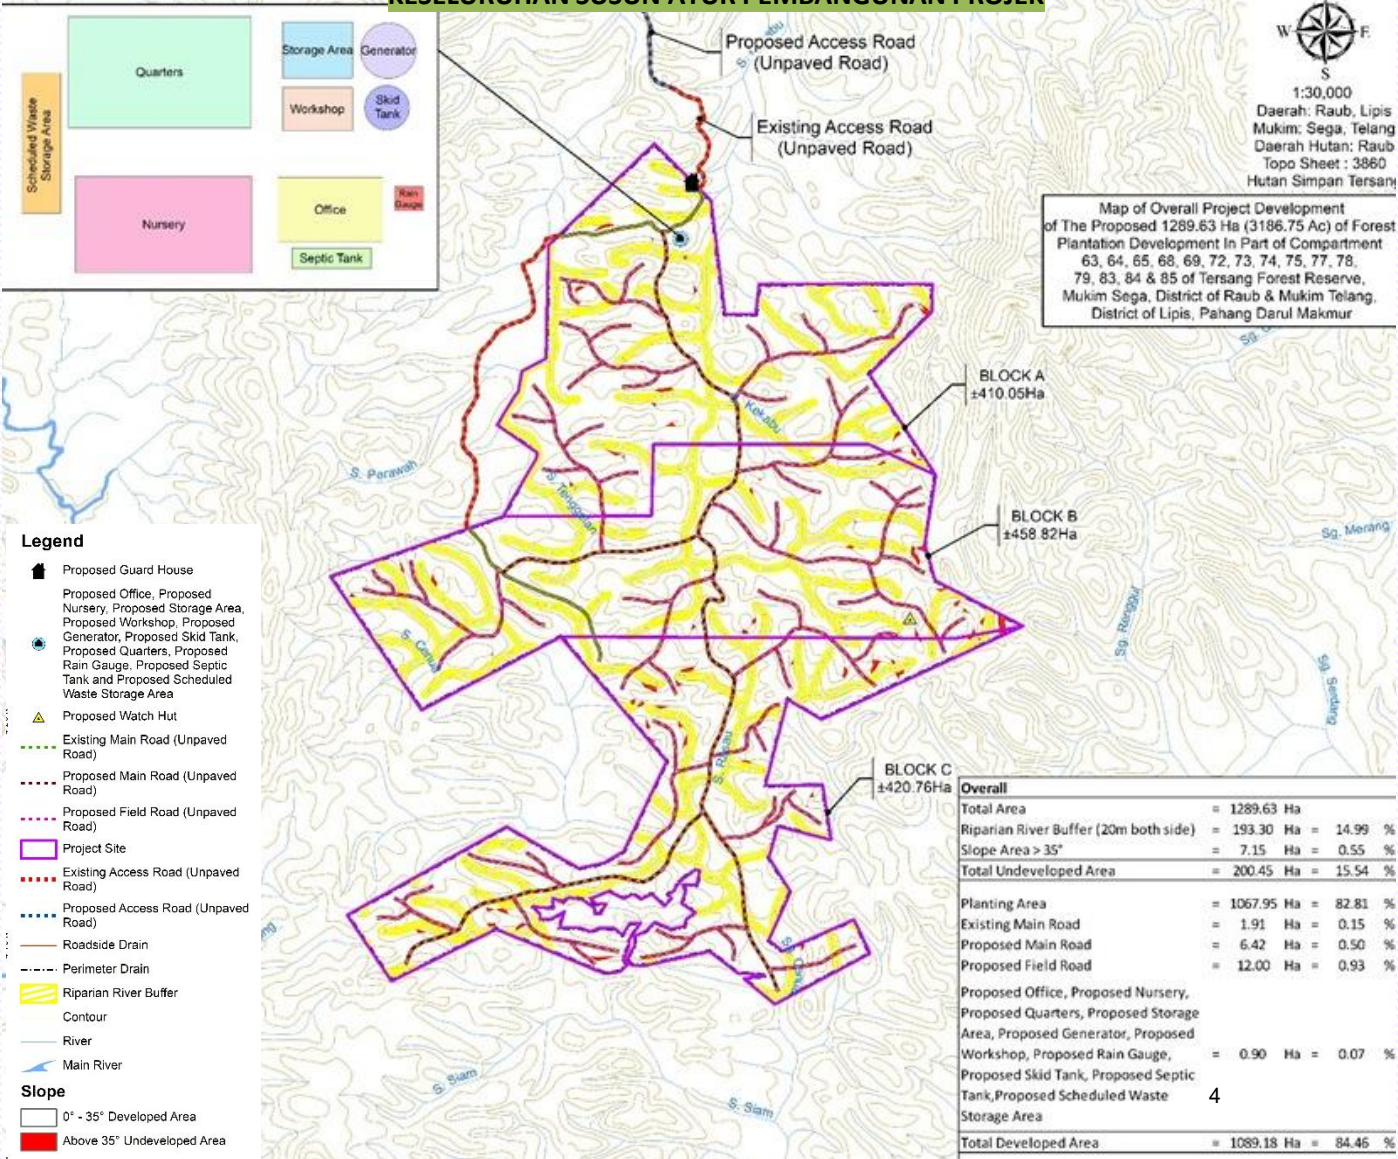 KESELURUHAN SUSUN ATUR PEMBANGUNAN PROJEK
Quarters
Storage Area
Generator
Workshop
Skid
Tank
Scheduled Waste
Storage Area
Nursery
Office
Rain
Gauge
Septic Tank
Proposed Access Road
(Unpaved Road)
Existing Access Road
(Unpaved Road)
W
E
S
1:30,000
Daerah: Raub, Lipis
Mukim: Sega, Telang
Daerah Hutan: Raub
Topo Sheet : 3860
Hutan Simpan Tersang
Map of Overall Project Development
of The Proposed 1289.63 Ha (3186.75 Ac) of Forest
Plantation Development In Part of Compartment
63, 64, 65, 68, 69, 72, 73, 74, 75, 77, 78,
79, 83, 84 & 85 of Tersang Forest Reserve,
Mukim Sega, District of Raub & Mukim Telang,
District of Lipis, Pahang Darul Makmur
BLOCK A
±410.05Ha
Kekabu
S. Parawah
S. Tenggelan
BLOCK B
±458.82Ha
Sg. Merang
Sg. Renggur
Sg. Serdang
BLOCK C
±420.76Ha
S. Siam
S. Siam
Legend
Proposed Guard House
Proposed Office, Proposed
Nursery, Proposed Storage Area,
Proposed Workshop, Proposed
Generator, Proposed Skid Tank,
Proposed Quarters, Proposed
Rain Gauge, Proposed Septic
Tank and Proposed Scheduled
Waste Storage Area
Proposed Watch Hut
Existing Main Road (Unpaved
Road)
Proposed Main Road (Unpaved
Road)
Proposed Field Road (Unpaved
Road)
Project Site
Existing Access Road (Unpaved
Road)
Proposed Access Road (Unpaved
Road)
Roadside Drain
Perimeter Drain
Riparian River Buffer
Contour
River
Main River
Slope
0° - 35° Developed Area
Above 35° Undeveloped Area
Overall
Total Area = 1289.63 Ha
Riparian River Buffer (20m both side) = 193.30 Ha = 14.99 %
Slope Area > 35° = 7.15 Ha = 0.55 %
Total Undeveloped Area = 200.45 Ha = 15.54 %
Planting Area = 1067.95 Ha = 82.81 %
Existing Main Road = 1.91 Ha = 0.15 %
Proposed Main Road = 6.42 Ha = 0.50 %
Proposed Field Road = 12.00 Ha = 0.93 %
Proposed Office, Proposed Nursery,
Proposed Quarters, Proposed Storage
Area, Proposed Generator, Proposed
Workshop, Proposed Rain Gauge, = 0.90 Ha = 0.07 %
Proposed Skid Tank, Proposed Septic
Tank,Proposed Scheduled Waste
Storage Area
4
Total Developed Area = 1089.18 Ha = 84.46 %